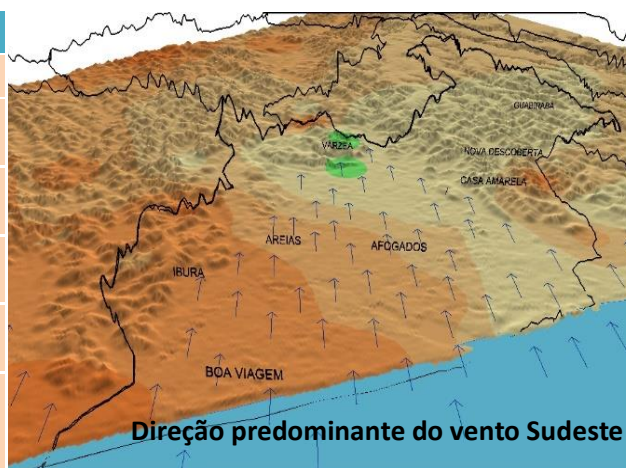 GUABIRABA
VARZEA
NOVA DESCOBERTA
CASA AMARELA
AREIAS
AFOGADOS
IBURA
BOA VIAGEM
Direção predominante do vento Sudeste